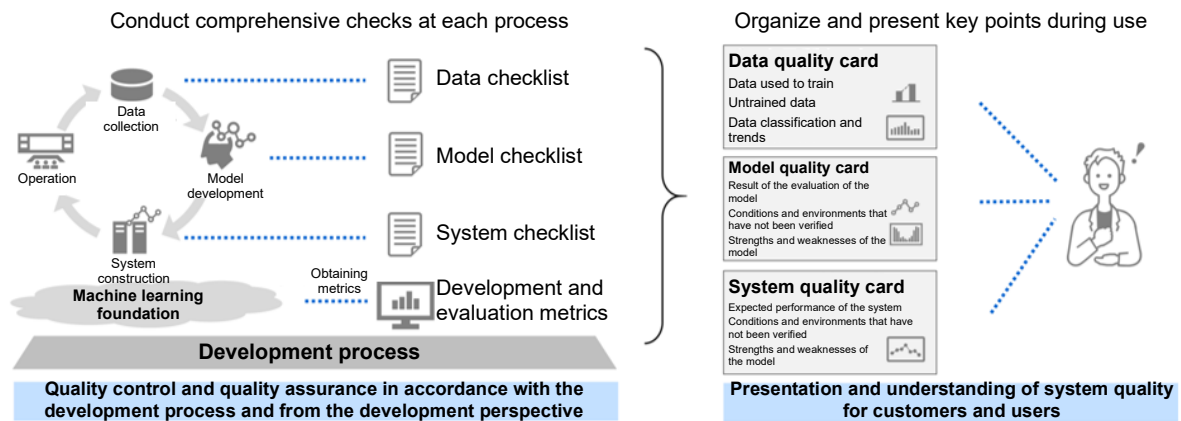 Conduct comprehensive checks at each process
Data
collection
Model
development
System
construction
Operation
Machine learning
foundation
Data checklist
Model checklist
System checklist
Obtaining
metrics
Development and
evaluation metrics
Development process
Quality control and quality assurance in accordance with the
development process and from the development perspective
Organize and present key points during use
Data quality card
Data used to train
Untrained data
Data classification and
trends
Model quality card
Result of the evaluation of the
model
Conditions and environments that
have not been verified
Strengths and weaknesses of the
model
System quality card
Expected performance of the system
Conditions and environments that have
not been verified
Strengths and weaknesses of
the model
Presentation and understanding of system quality
for customers and users